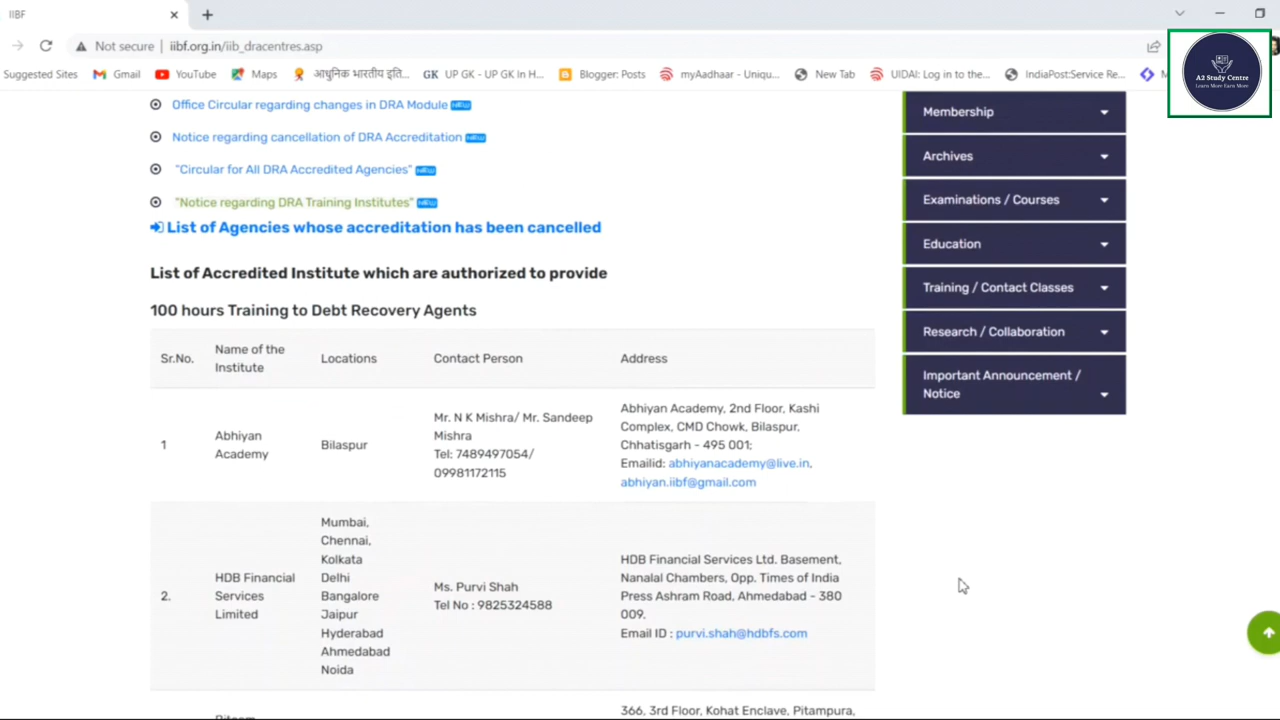 IIBF
Not secure | iibf.org.in/iib_dracentres.asp
Suggested Sites Gmail YouTube Maps आधुनिक भारतीय इति... GK UP GK - UP GK In H... Blogger: Posts myAadhaar - Uniqu... New Tab UIDAI: Log in to the... IndiaPost:Service Re...
A2 Study Centre
Learn More Earn More
Office Circular regarding changes in DRA Module NEW
Notice regarding cancellation of DRA Accreditation NEW
"Circular for All DRA Accredited Agencies" NEW
"Notice regarding DRA Training Institutes" NEW
List of Agencies whose accreditation has been cancelled
List of Accredited Institute which are authorized to provide
100 hours Training to Debt Recovery Agents
Sr.No.
Name of the
Institute
Locations
Contact Person
Address
1
Abhiyan
Academy
Bilaspur
Mr. N K Mishra/ Mr. Sandeep
Mishra
Tel: 7489497054/
09981172115
Abhiyan Academy, 2nd Floor, Kashi
Complex, CMD Chowk, Bilaspur,
Chhatisgarh - 495 001;
Emailid: abhiyanacademy@live.in,
abhiyan.iibf@gmail.com
2.
HDB Financial
Services
Limited
Mumbai,
Chennai,
Kolkata
Delhi
Bangalore
Jaipur
Hyderabad
Ahmedabad
Noida
Ms. Purvi Shah
Tel No : 9825324588
HDB Financial Services Ltd. Basement,
Nanalal Chambers, Opp. Times of India
Press Ashram Road, Ahmedabad - 380
009.
Email ID : purvi.shah@hdbfs.com
366, 3rd Floor, Kohat Enclave, Pitampura,
Membership
Archives
Examinations / Courses
Education
Training / Contact Classes
Research / Collaboration
Important Announcement /
Notice